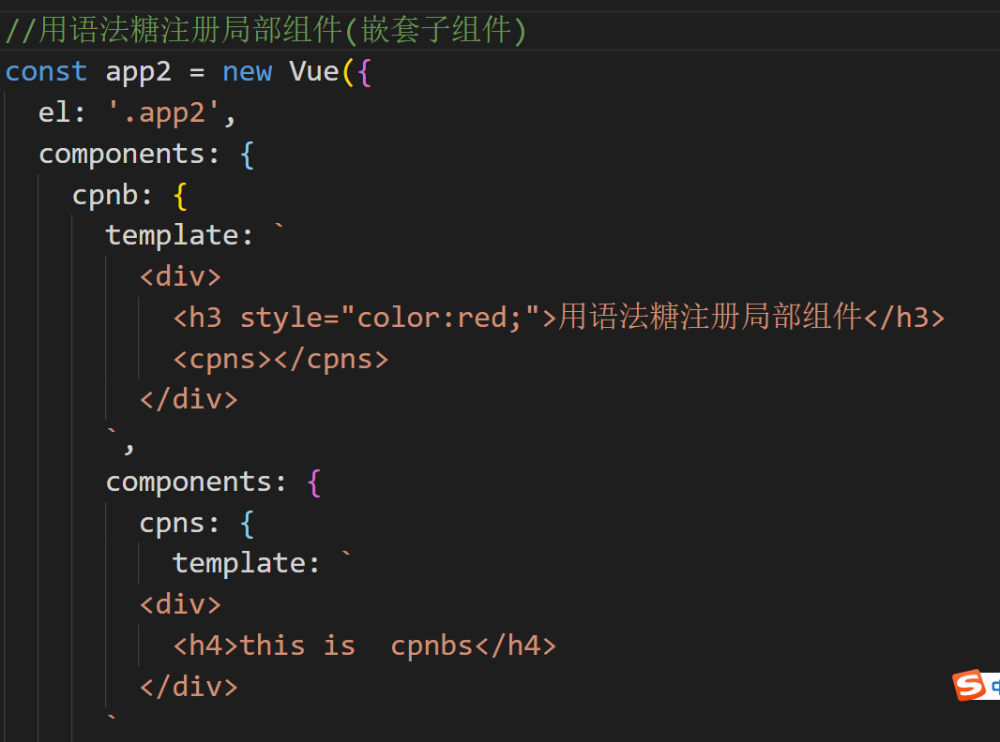 //用语法糖注册局部组件(嵌套子组件)
const app2 = new Vue({
  el: '.app2',
  components: {
    cpnb: {
      template: `
        <div>
          <h3 style="color:red;">用语法糖注册局部组件</h3>
          <cpns></cpns>
        </div>
      `,
      components: {
        cpns: {
          template: `
        <div>
          <h4>this is  cpnbs</h4>
        </div>
      `